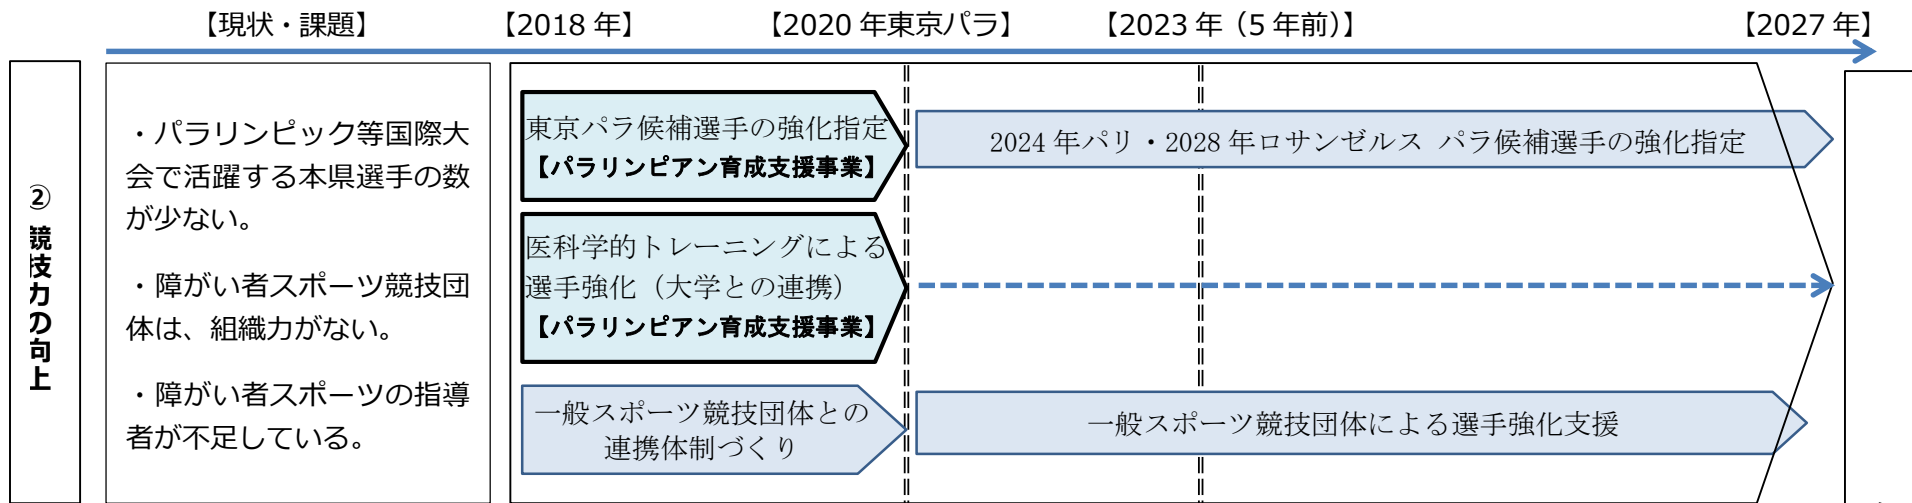 【現状・課題】
【2018 年】
【2020 年東京パラ】
【2023 年（5 年前）】
【2027 年】
② 競技力の向上
・パラリンピック等国際大
会で活躍する本県選手の数
が少ない。
・障がい者スポーツ競技団
体は、組織力がない。
・障がい者スポーツの指導
者が不足している。
東京パラ候補選手の強化指定
【パラリンピアン育成支援事業】
2024 年パリ・2028 年ロサンゼルス パラ候補選手の強化指定
医科学的トレーニングによる
選手強化（大学との連携）
【パラリンピアン育成支援事業】
一般スポーツ競技団体との
連携体制づくり
一般スポーツ競技団体による選手強化支援